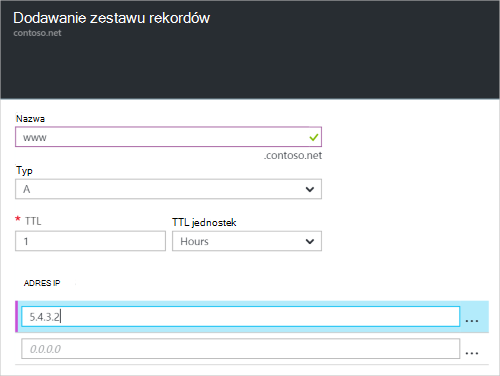 Dodawanie zestawu rekordów
contoso.net
Nazwa
www
.contoso.net
Typ
A
* TTL
TTL jednostek
1
Hours
ADRES IP
5.4.3.2
...
0.0.0.0
...